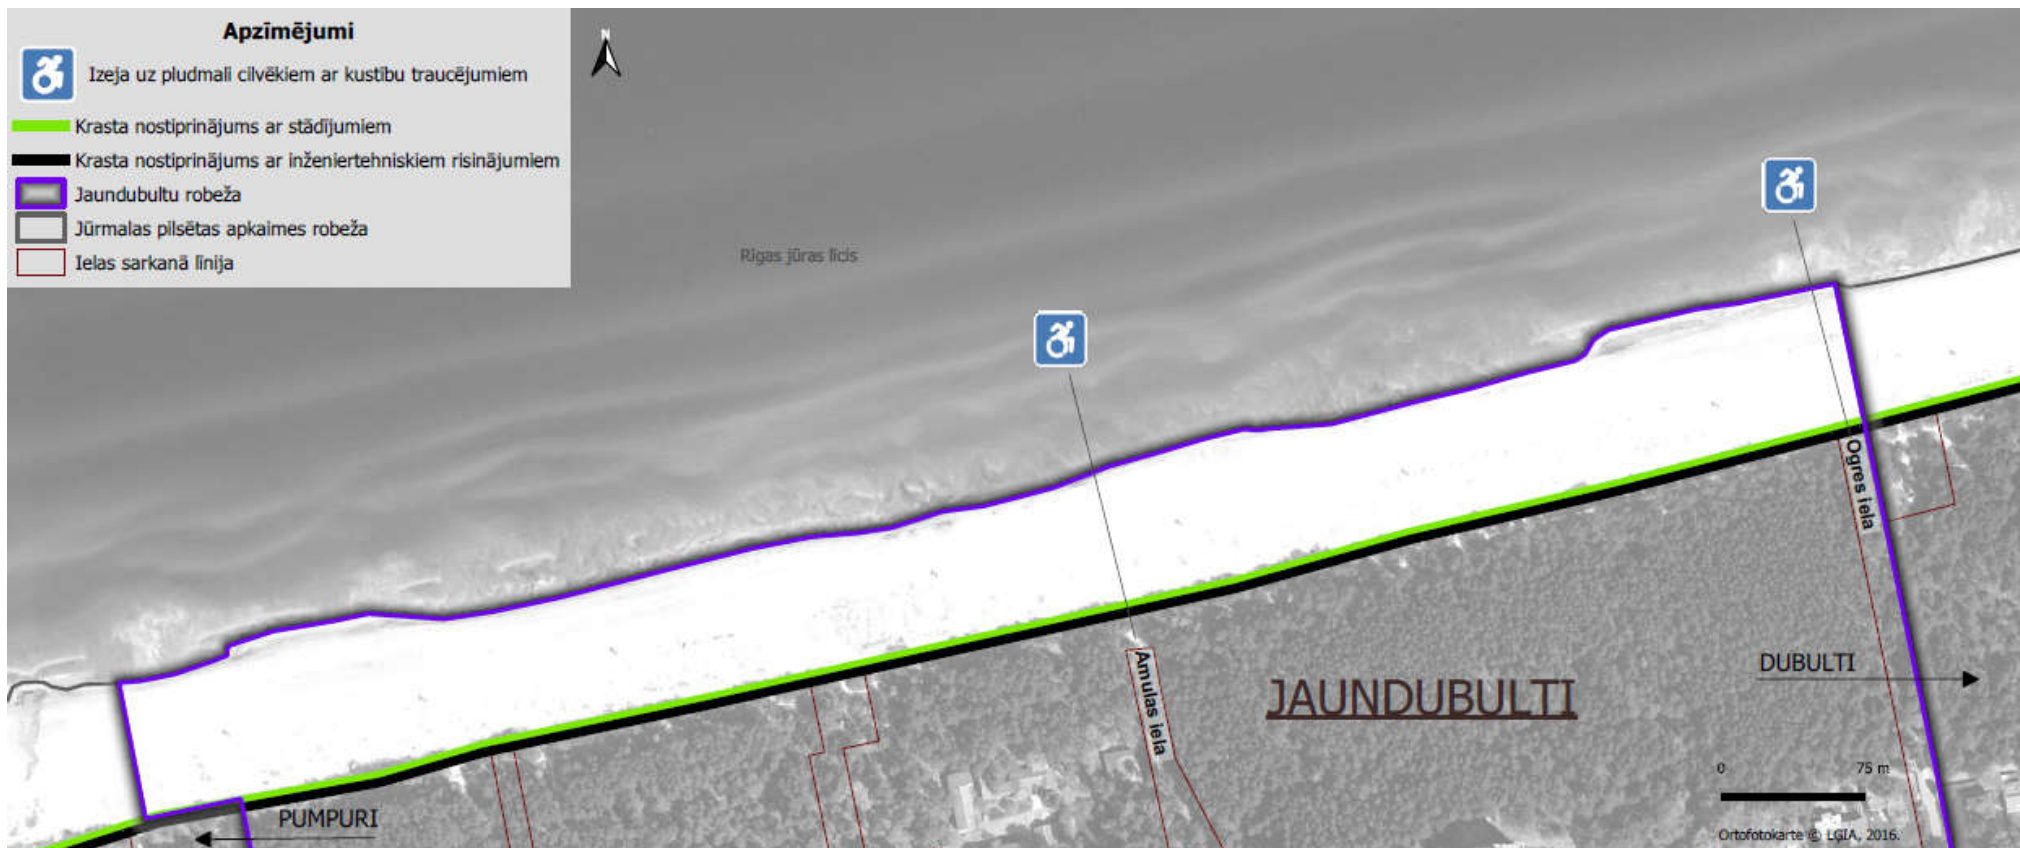 Apzīmējumi
Izeja uz pludmali cilvēkiem ar kustību traucējumiem
Krasta nostiprinājums ar stādījumiem
Krasta nostiprinājums ar inženiertehniskiem risinājumiem
Jaundubultu robeža
Jūrmalas pilsētas apkaimes robeža
Ielas sarkanā līnija
N
Rīgas jūras līcis
Ogres iela
Amulas iela
DUBULTI
JAUNDUBULTI
PUMPURI
0 75 m
Ortofotokarte © LĢIA, 2016.